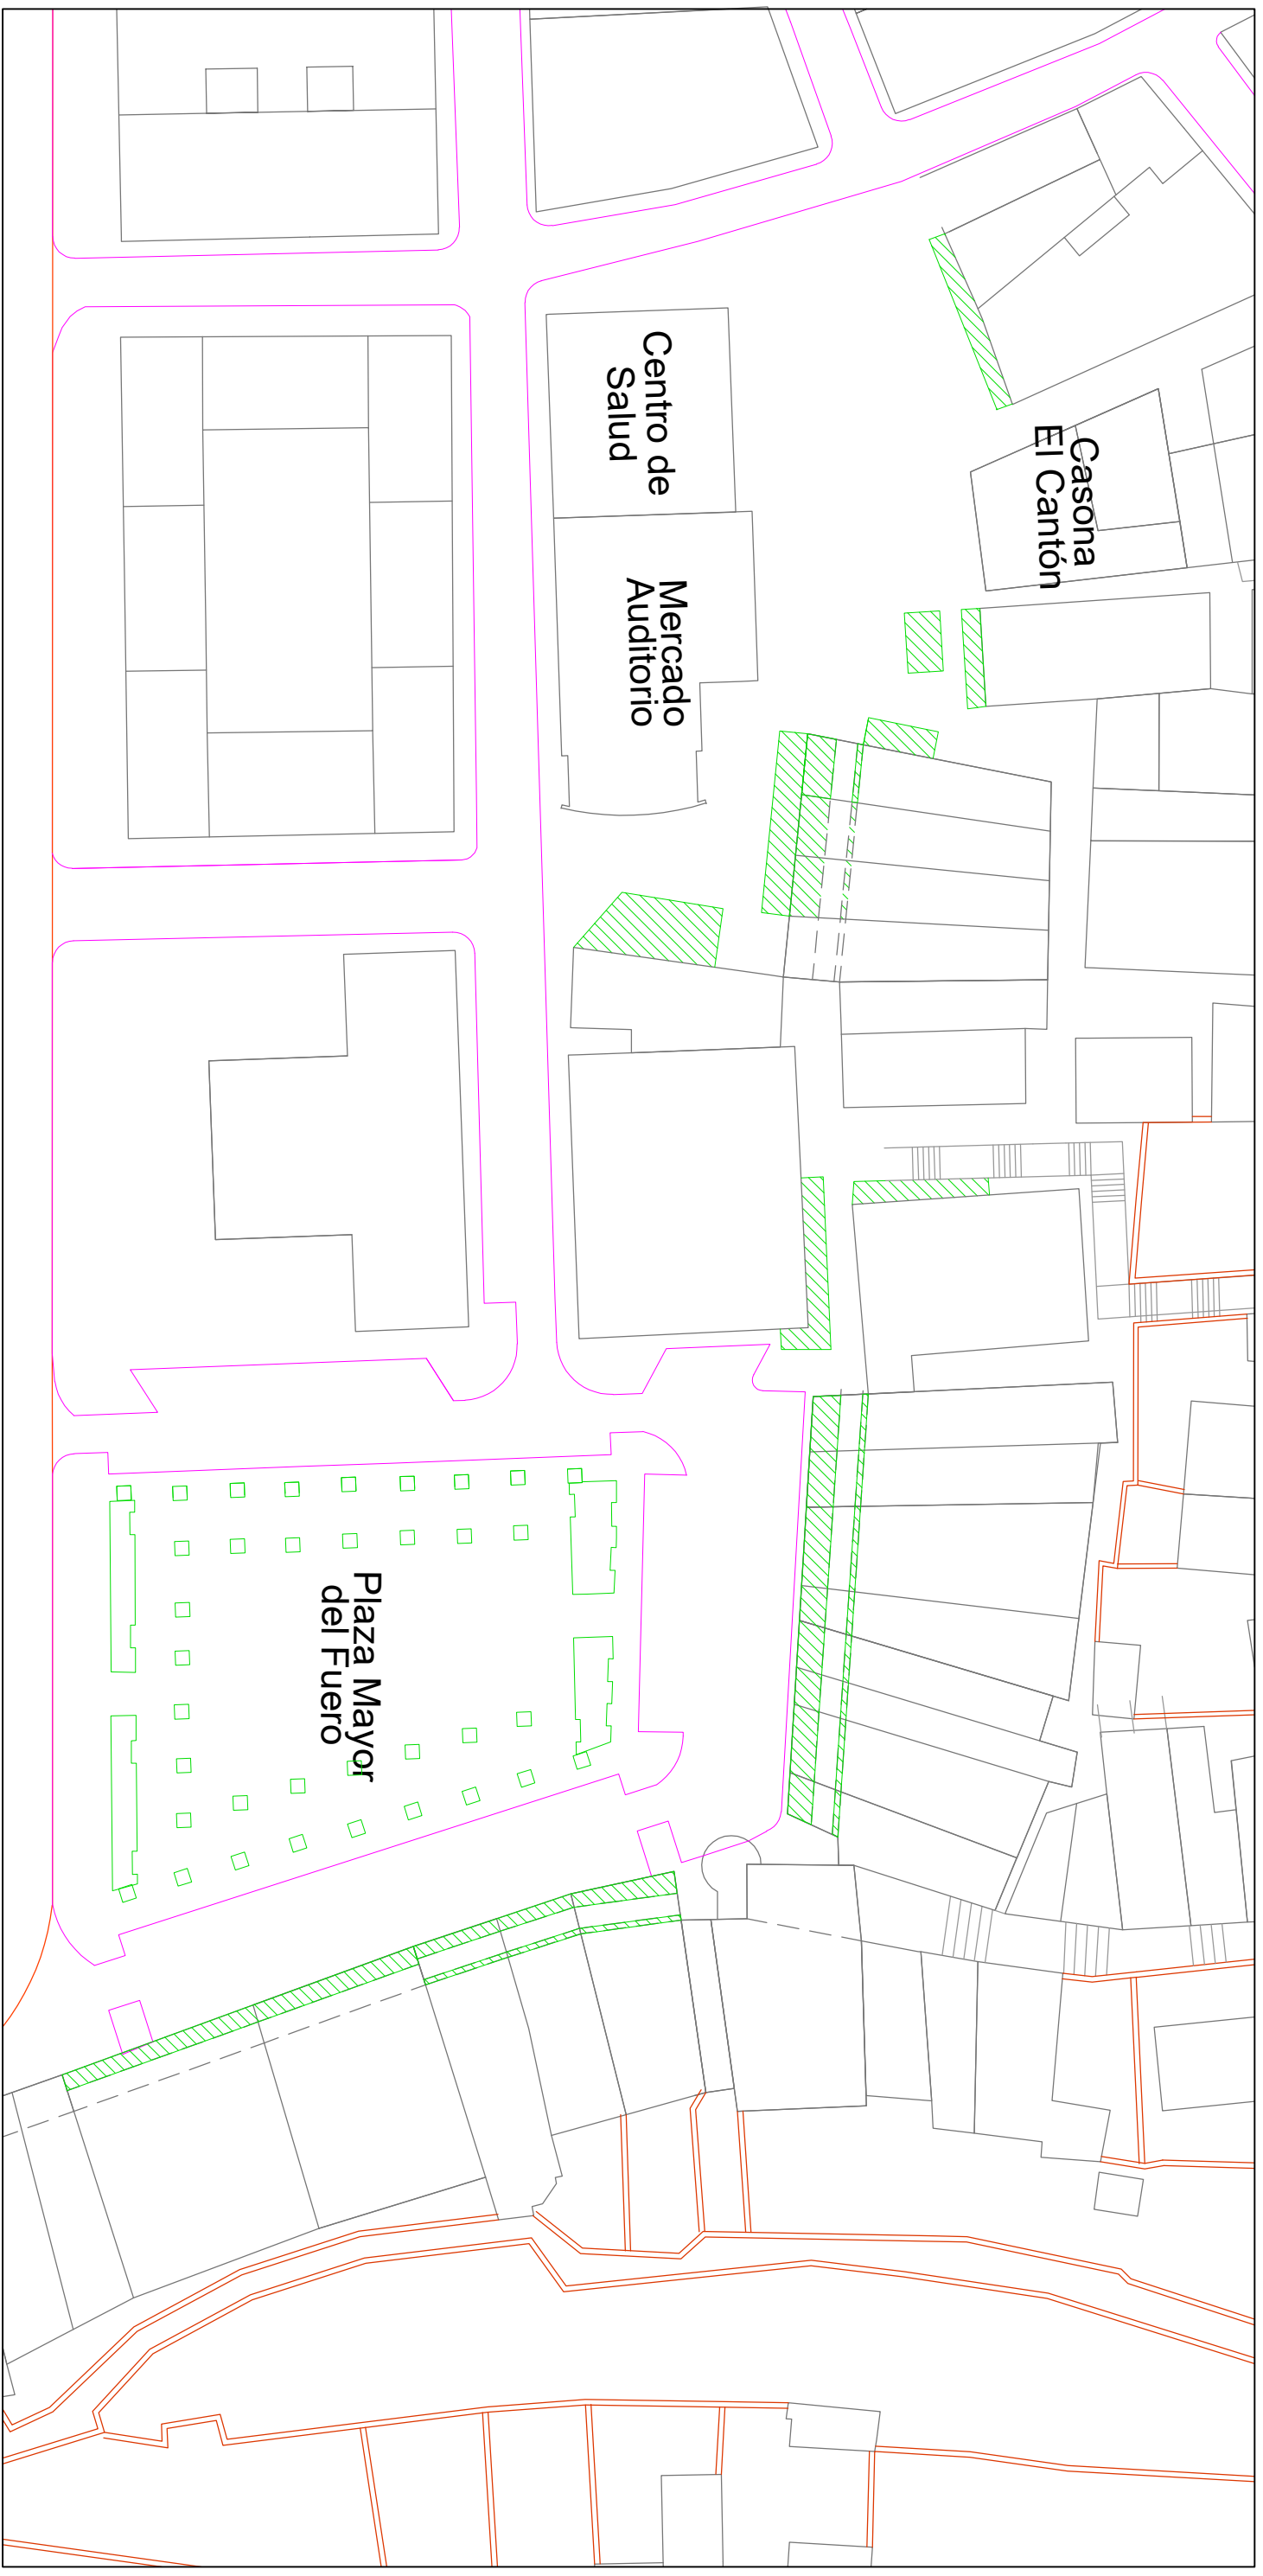 Centro de
Salud
Casona
El Cantón
Mercado
Auditorio
Plaza Mayor
del Fuero